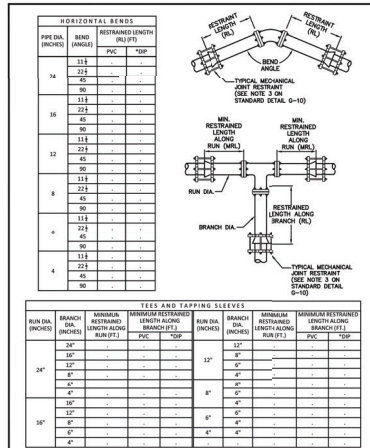 HORIZONTAL BENDS
PIPE DIA. (INCHES) BEND (ANGLE) RESTRAINED LENGTH (RL) (FT)
PVC *DIP
24 11¼ . .
22½ . .
45 . .
90 . .
16 11¼ . .
22½ . .
45 . .
90 . .
12 11¼ . .
22½ . .
45 . .
90 . .
8 11¼ . .
22½ . .
45 . .
90 . .
11¼ . .
22½ . .
45 . .
90 . .
4 11¼ . .
22½ . .
45 . .
90 . .
RESTRAINT LENGTH (RL)
RESTRAINT LENGTH (RL)
BEND ANGLE
TYPICAL MECHANICAL
JOINT RESTRAINT
(SEE NOTE 3 ON
STANDARD DETAIL G-10)
MIN. RESTRAINED LENGTH ALONG RUN (MRL)
MIN. RESTRAINED LENGTH ALONG RUN (MRL)
RUN DIA.
RESTRAINED
LENGTH ALONG
BRANCH (RL)
BRANCH DIA.
TYPICAL MECHANICAL
JOINT RESTRAINT
(SEE NOTE 3 ON
STANDARD DETAIL
G-10)
TEES AND TAPPING SLEEVES
RUN DIA. (INCHES) BRANCH DIA. (INCHES) MINIMUM RESTRAINED LENGTH ALONG RUN (FT.) MINIMUM RESTRAINED LENGTH ALONG BRANCH (FT.) PVC *DIP
24" 24" . . .
16" . . .
12" . . .
8" . . .
6" . . .
4" . . .
16" 16" . . .
12" . . .
8" . . .
6" . . .
4" . . .
RUN DIA. (INCHES) BRANCH DIA. (INCHES) MINIMUM RESTRAINED LENGTH ALONG RUN (FT.) MINIMUM RESTRAINED LENGTH ALONG BRANCH (FT.) PVC *DIP
12" 12" . . .
8" . . .
6" . . .
4" . . .
8" 8" . . .
6" . . .
4" . . .
6" 6" . . .
4" . . .
4" 4" . . .